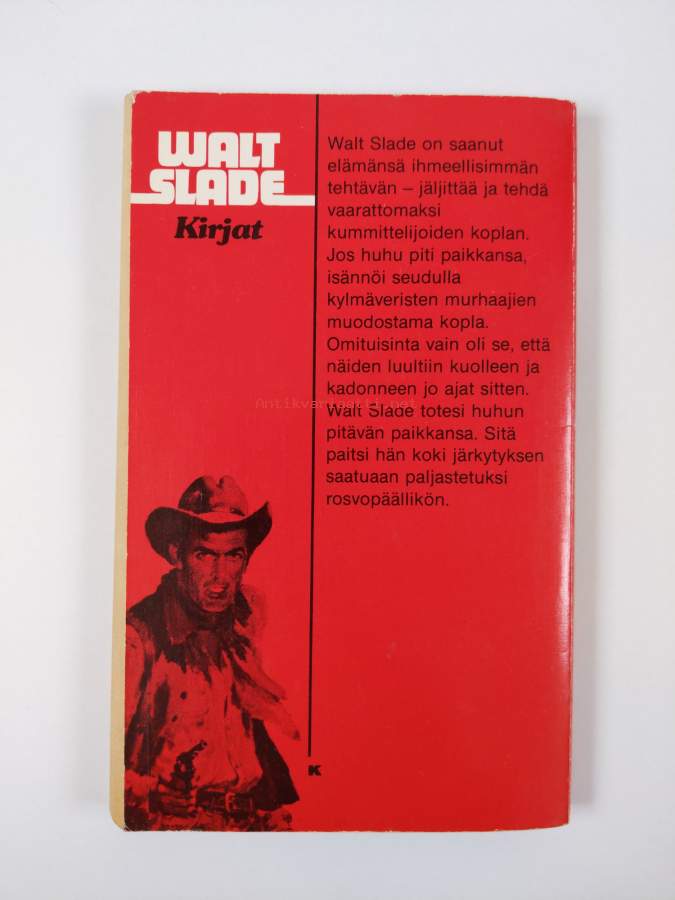 WALT
SLADE
Kirjat
Walt Slade on saanut
elämänsä ihmeellisimmän
tehtävän – jäljittää ja tehdä
vaarattomaksi
kummittelijoiden koplan.
Jos huhu piti paikkansa,
isännöi seudulla
kylmäveristen murhaajien
muodostama kopla.
Omituisinta vain oli se, että
näiden luultiin kuolleen ja
kadonneen jo ajat sitten.
Walt Slade totesi huhun
pitävän paikkansa. Sitä
paitsi hän koki järkytyksen
saatuaan paljastetuksi
rosvopäällikön.
K
Antikvariaatti.net